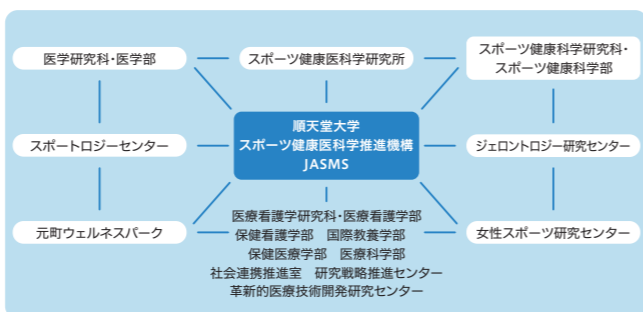 医学研究科・医学部
スポーツ健康医科学研究所
スポーツ健康科学研究科・
スポーツ健康科学部
スポートロジーセンター
順天堂大学
スポーツ健康医科学推進機構
JASMS
ジェロントロジー研究センター
元町ウェルネスパーク
医療看護学研究科・医療看護学部
保健看護学部 国際教養学部
保健医療学部 医療科学部
社会連携推進室 研究戦略推進センター
革新的医療技術開発研究センター
女性スポーツ研究センター